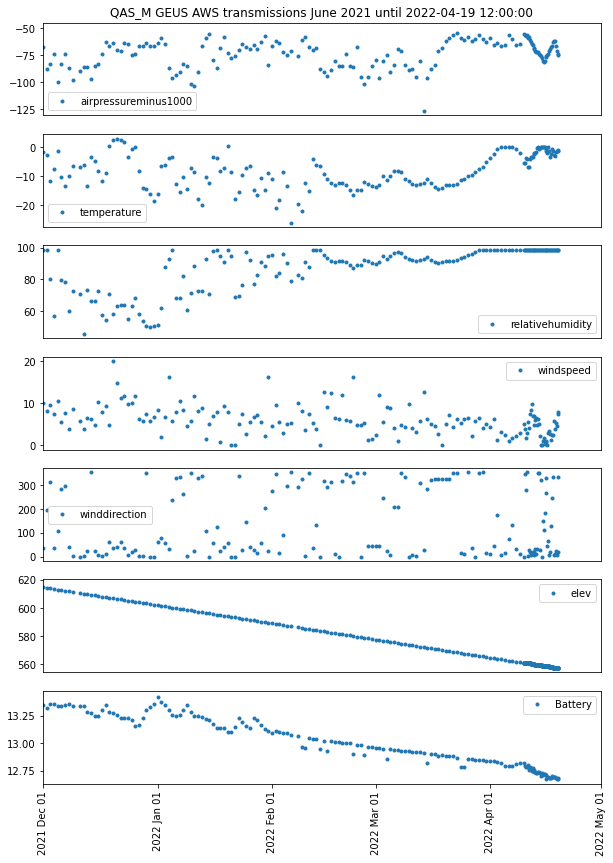 QAS_M GEUS AWS transmissions June 2021 until 2022-04-19 12:00:00
−50
−75
−100
−125
airpressureminus1000
0
−10
−20
temperature
100
80
60
relativehumidity
20
10
0
windspeed
300
200
100
0
winddirection
620
600
580
560
elev
13.25
13.00
12.75
Battery
2021 Dec 01
2022 Jan 01
2022 Feb 01
2022 Mar 01
2022 Apr 01
2022 May 01